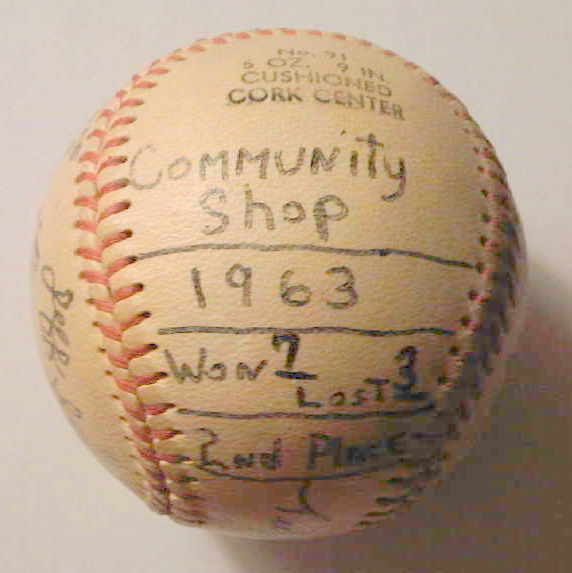 No. 91
5 OZ. 9 IN.
CUSHIONED
CORK CENTER
Community
Shop
1963
Won 7
Lost 3
2nd Place